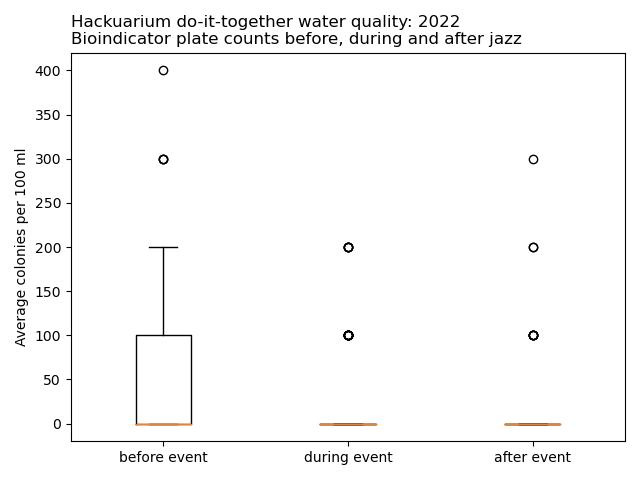 Hackuarium do-it-together water quality: 2022
Bioindicator plate counts before, during and after jazz
400
350
300
250
200
150
100
50
0
Average colonies per 100 ml
before event
during event
after event